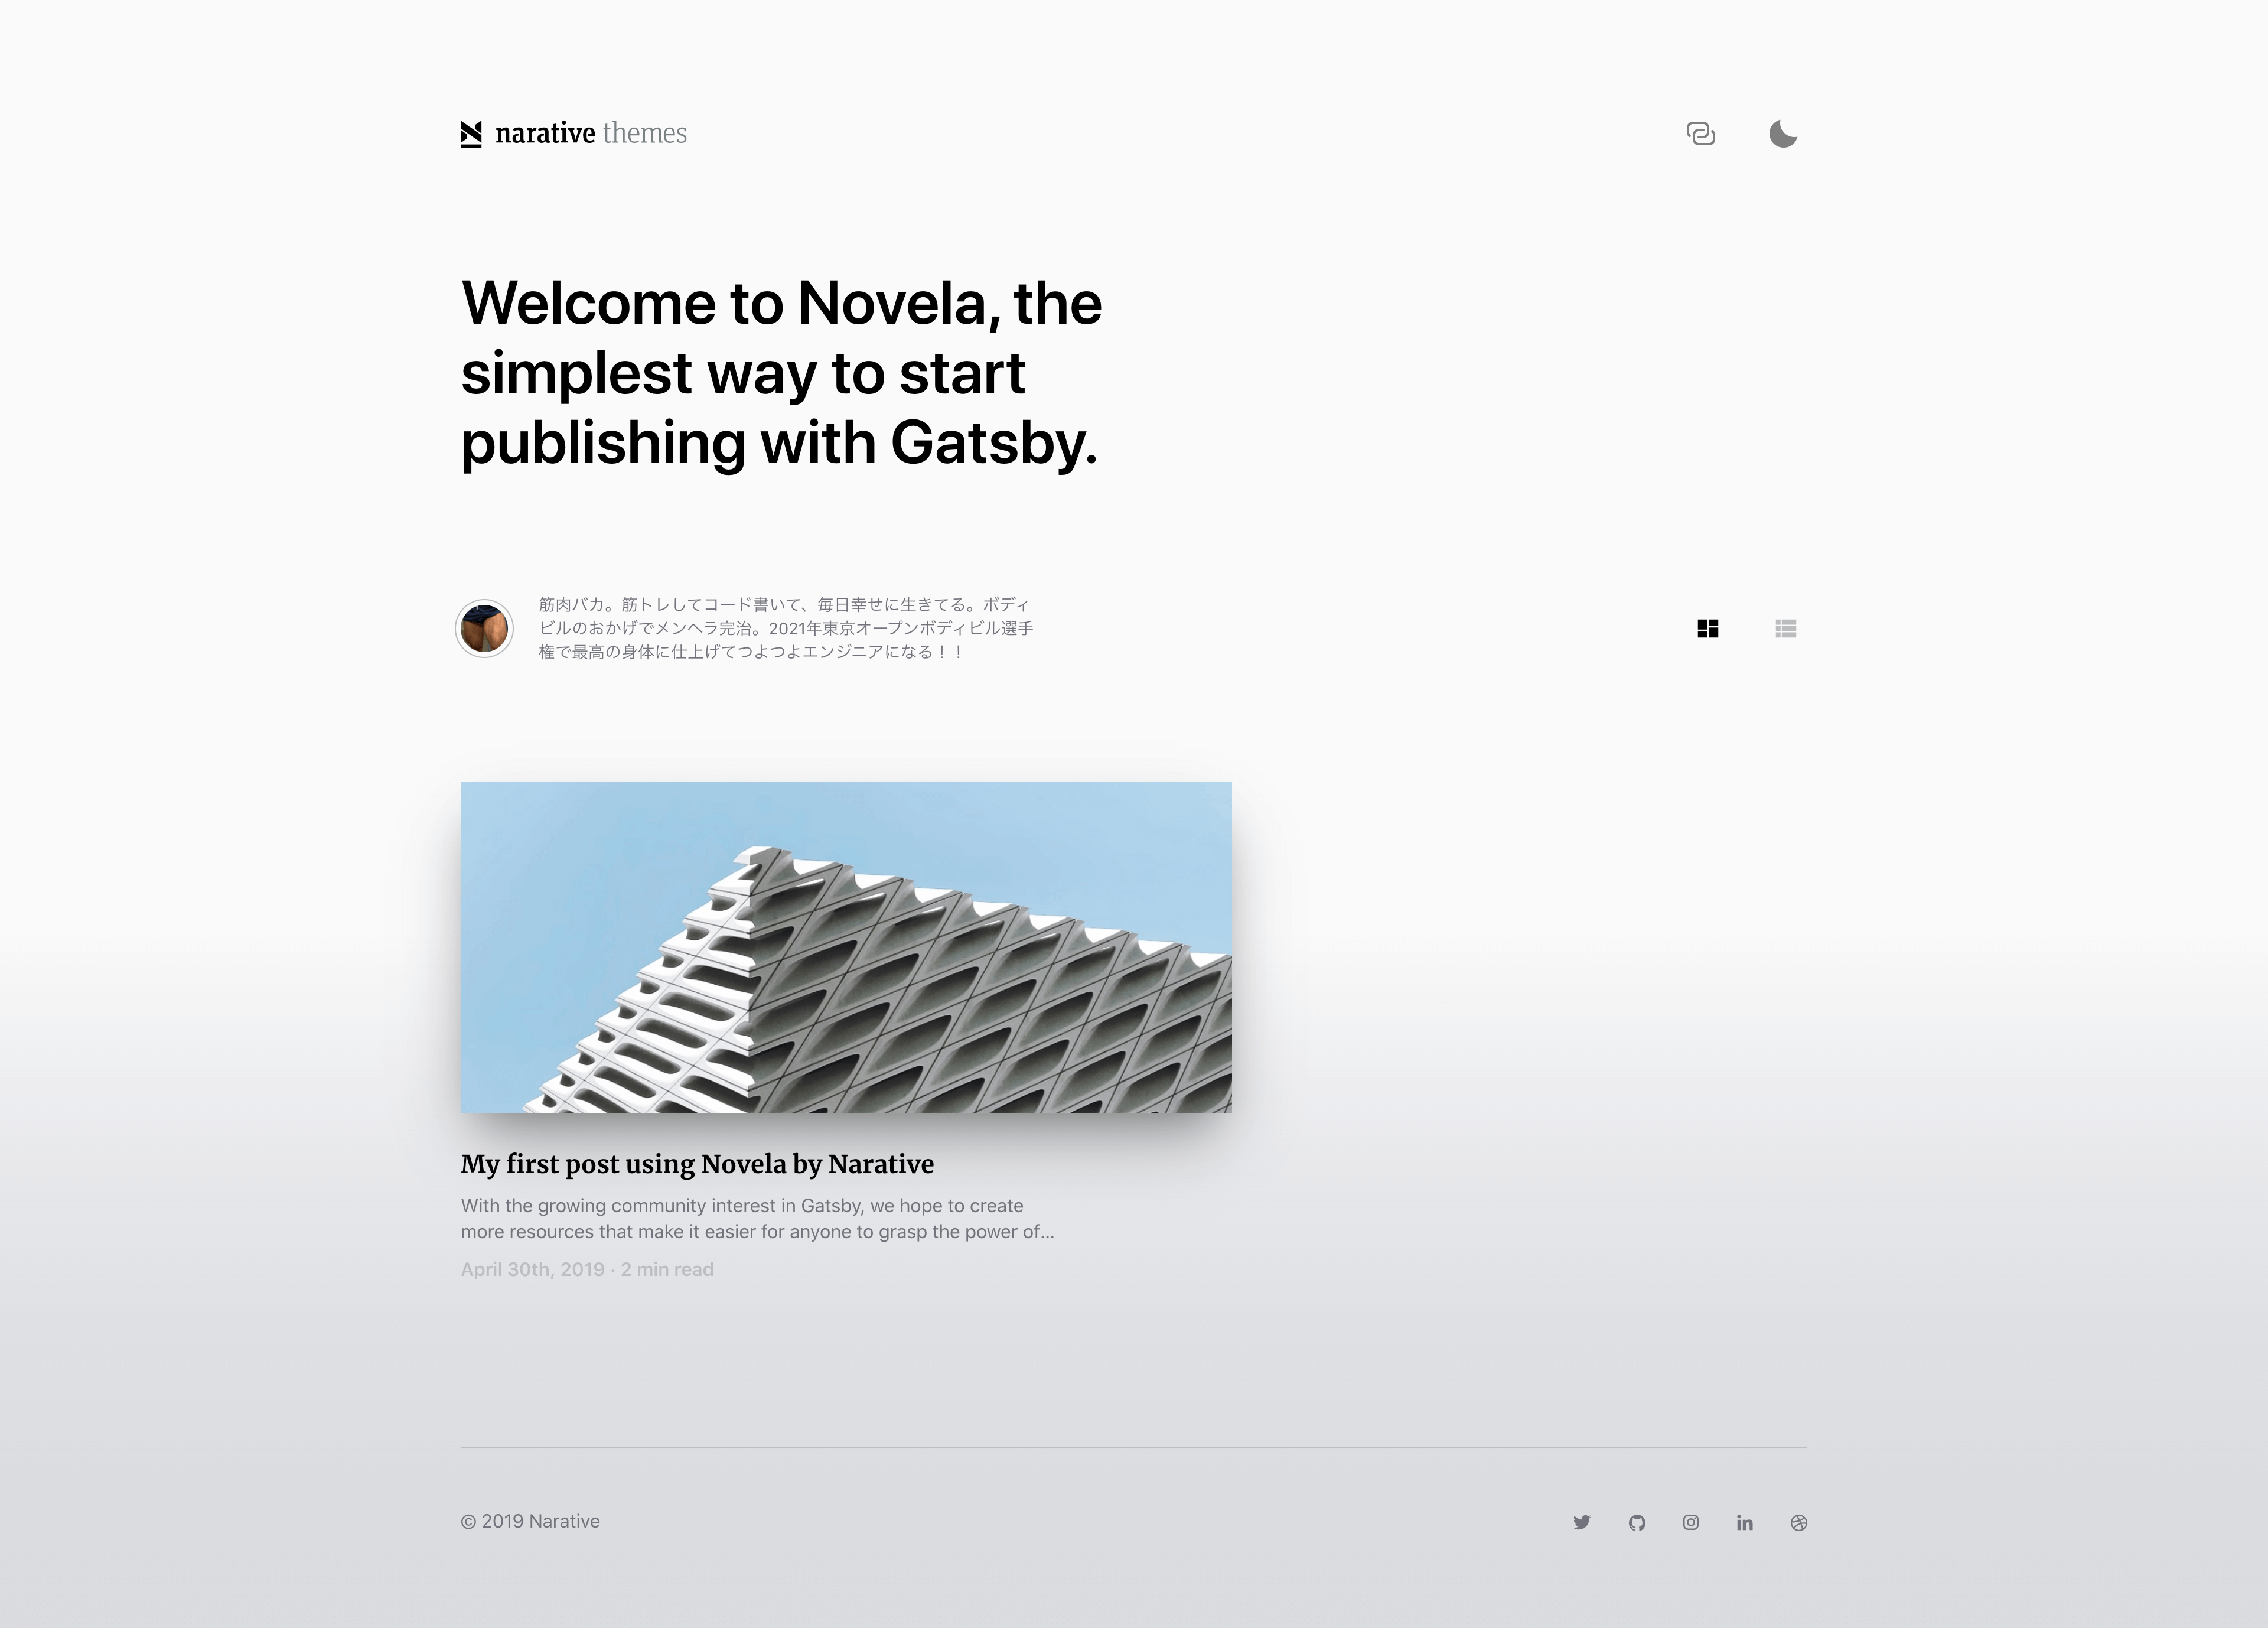 narative themes
Welcome to Novela, the
simplest way to start
publishing with Gatsby.
筋肉バカ。筋トレしてコード書いて、毎日幸せに生きてる。ボディ
ビルのおかげでメンヘラ完治。2021年東京オープンボディビル選手
権で最高の身体に仕上げてつよつよエンジニアになる！！
My first post using Novela by Narative
With the growing community interest in Gatsby, we hope to create
more resources that make it easier for anyone to grasp the power of...
April 30th, 2019 · 2 min read
© 2019 Narative